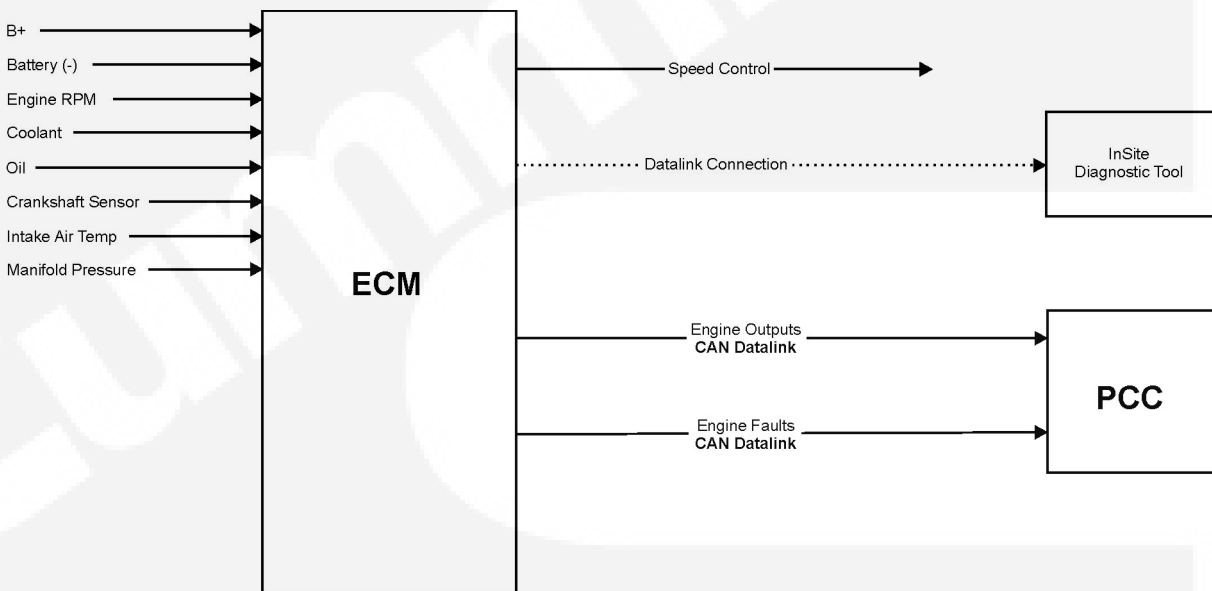 B+
Battery (-)
Engine RPM
Coolant
Oil
Crankshaft Sensor
Intake Air Temp
Manifold Pressure
ECM
Speed Control
Datalink Connection
InSite
Diagnostic Tool
Engine Outputs
CAN Datalink
Engine Faults
CAN Datalink
PCC